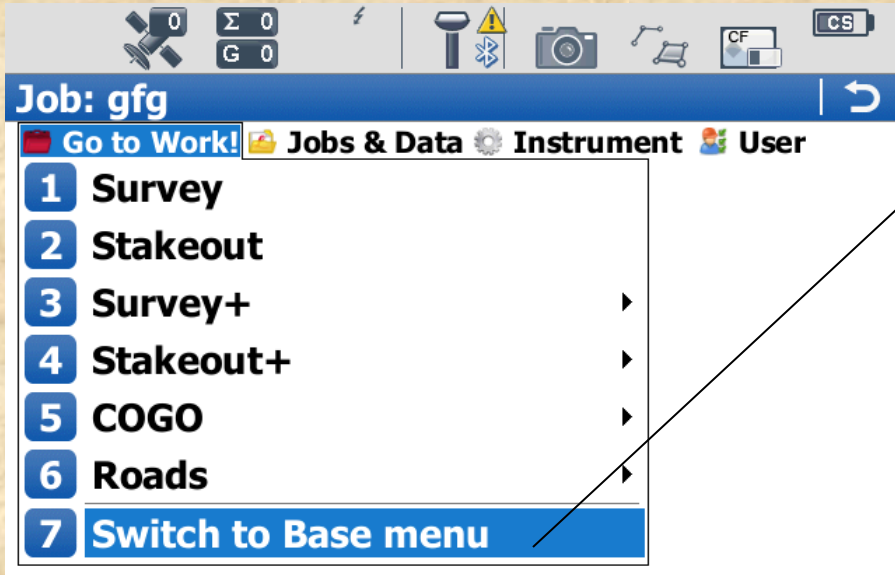 0 Σ 0 CS
G 0 CF
Job: gfg
Go to Work! Jobs & Data Instrument User
1 Survey
2 Stakeout
3 Survey+
4 Stakeout+
5 COGO
6 Roads
7 Switch to Base menu